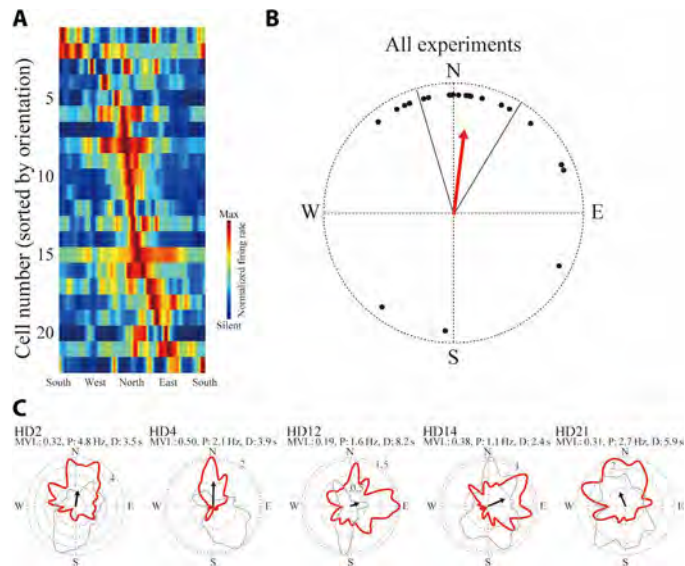 A
B
All experiments
N
W
E
S
Cell number (sorted by orientation)
5
10
15
20
Max
Normalized firing rate
Silent
South West North East South
C
HD2
MVL: 0.32, P: 4.8 Hz, D: 3.5 s
N
4
W
E
S
HD4
MVL: 0.50, P: 2.1 Hz, D: 3.9 s
N
2
W
E
S
HD12
MVL: 0.19, P: 1.6 Hz, D: 8.2 s
N
1.5
0.5
W
E
S
HD14
MVL: 0.38, P: 1.1 Hz, D: 2.4 s
N
W
E
S
HD21
MVL: 0.31, P: 2.7 Hz, D: 5.9 s
N
2
W
E
S